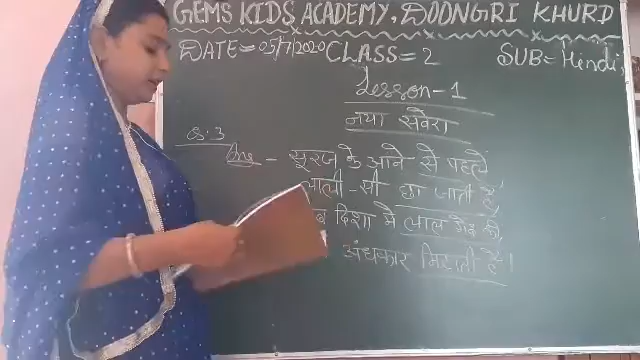 GEMS KIDS ACADEMY, DOONGRI KHURD
DATE=05/7/2020 CLASS=2 SUB=Hindi,
Lesson-1
नया सवेरा
Q.3
Ans - सूरज के आने से पहले
लाली-सी छा जाती है,
दिशा में लाल
अंधकार मिटाती है।